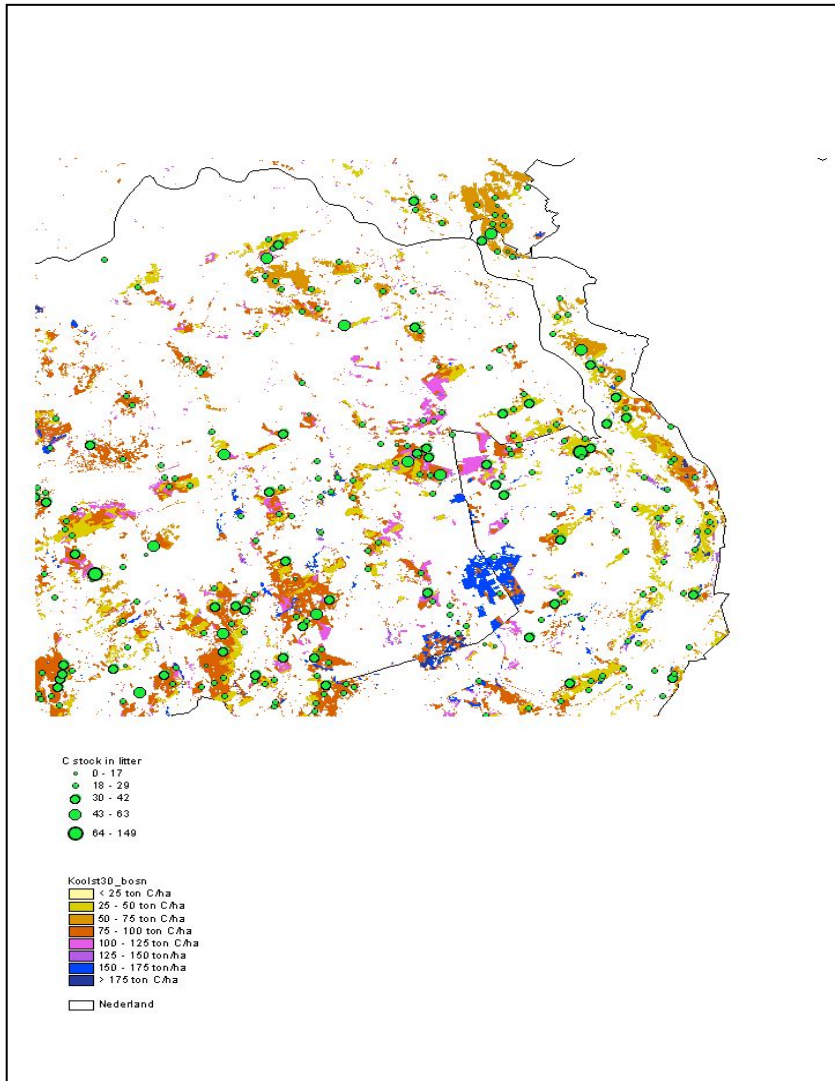 C stock in litter
0 - 17
18 - 29
30 - 42
43 - 63
64 - 149
Koolst30_bosn
< 25 ton C/ha
25 - 50 ton C/ha
50 - 75 ton C/ha
75 - 100 ton C/ha
100 - 125 ton C/ha
125 - 150 ton/ha
150 - 175 ton/ha
> 175 ton C/ha
Nederland